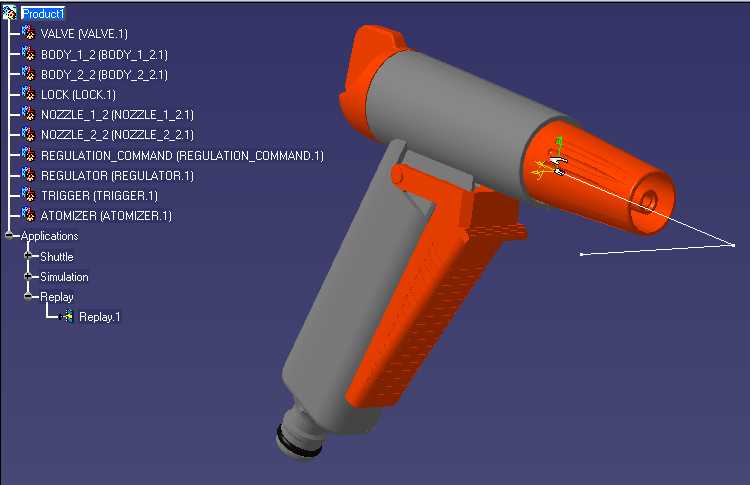 Product1
VALVE (VALVE.1)
BODY_1_2 (BODY_1_2.1)
BODY_2_2 (BODY_2_2.1)
LOCK (LOCK.1)
NOZZLE_1_2 (NOZZLE_1_2.1)
NOZZLE_2_2 (NOZZLE_2_2.1)
REGULATION_COMMAND (REGULATION_COMMAND.1)
REGULATOR (REGULATOR.1)
TRIGGER (TRIGGER.1)
ATOMIZER (ATOMIZER.1)
Applications
Shuttle
Simulation
Replay
Replay.1